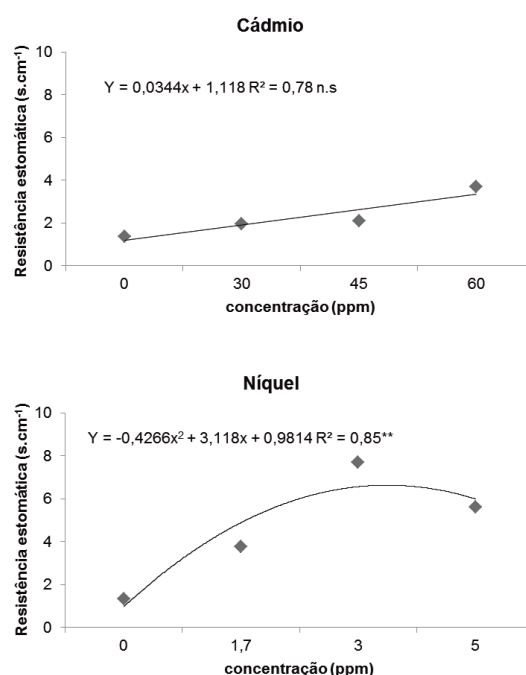 Cádmio
10
Y = 0,0344x + 1,118 R² = 0,78 n.s
8
6
4
2
0
Resistência estomática (s.cm⁻¹)
0 30 45 60
concentração (ppm)
Níquel
10
Y = -0,4266x² + 3,118x + 0,9814 R² = 0,85**
8
6
4
2
0
Resistência estomática (s.cm⁻¹)
0 1,7 3 5
concentração (ppm)